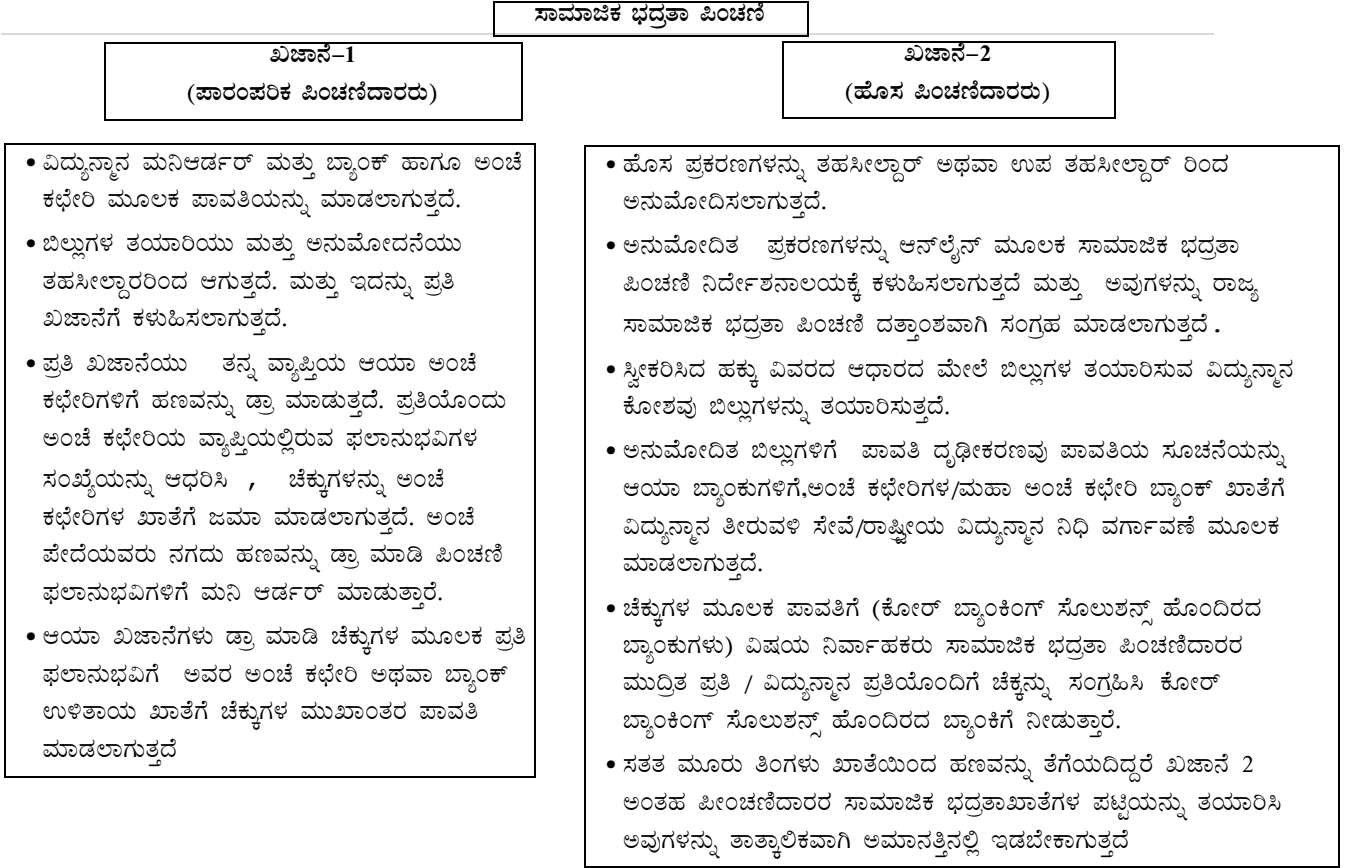 ಸಾಮಾಜಿಕ ಭದ್ರತಾ ಪಿಂಚಣಿ
ಖಜಾನೆ–1
(ಪಾರಂಪರಿಕ ಪಿಂಚಣಿದಾರರು)
• ವಿದ್ಯುನ್ಮಾನ ಮನಿಆರ್ಡರ್ ಮತ್ತು ಬ್ಯಾಂಕ್ ಹಾಗೂ ಅಂಚೆ
ಕಛೇರಿ ಮೂಲಕ ಪಾವತಿಯನ್ನು ಮಾಡಲಾಗುತ್ತದೆ.
• ಬಿಲ್ಲುಗಳ ತಯಾರಿಯು ಮತ್ತು ಅನುಮೋದನೆಯು
ತಹಸೀಲ್ದಾರರಿಂದ ಆಗುತ್ತದೆ. ಮತ್ತು ಇದನ್ನು ಪ್ರತಿ
ಖಜಾನೆಗೆ ಕಳುಹಿಸಲಾಗುತ್ತದೆ.
• ಪ್ರತಿ ಖಜಾನೆಯು ತನ್ನ ವ್ಯಾಪ್ತಿಯ ಆಯಾ ಅಂಚೆ
ಕಛೇರಿಗಳಿಗೆ ಹಣವನ್ನು ಡ್ರಾ ಮಾಡುತ್ತದೆ. ಪ್ರತಿಯೊಂದು
ಅಂಚೆ ಕಛೇರಿಯ ವ್ಯಾಪ್ತಿಯಲ್ಲಿರುವ ಫಲಾನುಭವಿಗಳ
ಸಂಖ್ಯೆಯನ್ನು ಆಧರಿಸಿ , ಚೆಕ್ಕುಗಳನ್ನು ಅಂಚೆ
ಕಛೇರಿಗಳ ಖಾತೆಗೆ ಜಮಾ ಮಾಡಲಾಗುತ್ತದೆ. ಅಂಚೆ
ಪೇದೆಯವರು ನಗದು ಹಣವನ್ನು ಡ್ರಾ ಮಾಡಿ ಪಿಂಚಣಿ
ಫಲಾನುಭವಿಗಳಿಗೆ ಮನಿ ಆರ್ಡರ್ ಮಾಡುತ್ತಾರೆ.
• ಆಯಾ ಖಜಾನೆಗಳು ಡ್ರಾ ಮಾಡಿ ಚೆಕ್ಕುಗಳ ಮೂಲಕ ಪ್ರತಿ
ಫಲಾನುಭವಿಗೆ ಅವರ ಅಂಚೆ ಕಛೇರಿ ಅಥವಾ ಬ್ಯಾಂಕ್
ಉಳಿತಾಯ ಖಾತೆಗೆ ಚೆಕ್ಕುಗಳ ಮುಖಾಂತರ ಪಾವತಿ
ಮಾಡಲಾಗುತ್ತದೆ
ಖಜಾನೆ–2
(ಹೊಸ ಪಿಂಚಣಿದಾರರು)
• ಹೊಸ ಪ್ರಕರಣಗಳನ್ನು ತಹಸೀಲ್ದಾರ್ ಅಥವಾ ಉಪ ತಹಸೀಲ್ದಾರ್ ರಿಂದ
ಅನುಮೋದಿಸಲಾಗುತ್ತದೆ.
• ಅನುಮೋದಿತ ಪ್ರಕರಣಗಳನ್ನು ಆನ್‌ಲೈನ್ ಮೂಲಕ ಸಾಮಾಜಿಕ ಭದ್ರತಾ
ಪಿಂಚಣಿ ನಿರ್ದೇಶನಾಲಯಕ್ಕೆ ಕಳುಹಿಸಲಾಗುತ್ತದೆ ಮತ್ತು ಅವುಗಳನ್ನು ರಾಜ್ಯ
ಸಾಮಾಜಿಕ ಭದ್ರತಾ ಪಿಂಚಣಿ ದತ್ತಾಂಶವಾಗಿ ಸಂಗ್ರಹ ಮಾಡಲಾಗುತ್ತದೆ .
• ಸ್ವೀಕರಿಸಿದ ಹಕ್ಕು ವಿವರದ ಆಧಾರದ ಮೇಲೆ ಬಿಲ್ಲುಗಳ ತಯಾರಿಸುವ ವಿದ್ಯುನ್ಮಾನ
ಕೋಶವು ಬಿಲ್ಲುಗಳನ್ನು ತಯಾರಿಸುತ್ತದೆ.
• ಅನುಮೋದಿತ ಬಿಲ್ಲುಗಳಿಗೆ ಪಾವತಿ ದೃಢೀಕರಣವು ಪಾವತಿಯ ಸೂಚನೆಯನ್ನು
ಆಯಾ ಬ್ಯಾಂಕುಗಳಿಗೆ,ಅಂಚೆ ಕಛೇರಿಗಳ/ಮಹಾ ಅಂಚೆ ಕಛೇರಿ ಬ್ಯಾಂಕ್ ಖಾತೆಗೆ
ವಿದ್ಯುನ್ಮಾನ ತೀರುವಳಿ ಸೇವೆ/ರಾಷ್ಟ್ರೀಯ ವಿದ್ಯುನ್ಮಾನ ನಿಧಿ ವರ್ಗಾವಣೆ ಮೂಲಕ
ಮಾಡಲಾಗುತ್ತದೆ.
• ಚೆಕ್ಕುಗಳ ಮೂಲಕ ಪಾವತಿಗೆ (ಕೋರ್ ಬ್ಯಾಂಕಿಂಗ್ ಸೊಲುಶನ್ಸ್ ಹೊಂದಿರದ
ಬ್ಯಾಂಕುಗಳು) ವಿಷಯ ನಿರ್ವಾಹಕರು ಸಾಮಾಜಿಕ ಭದ್ರತಾ ಪಿಂಚಣಿದಾರರ
ಮುದ್ರಿತ ಪ್ರತಿ / ವಿದ್ಯುನ್ಮಾನ ಪ್ರತಿಯೊಂದಿಗೆ ಚೆಕ್ಕನ್ನು ಸಂಗ್ರಹಿಸಿ ಕೋರ್
ಬ್ಯಾಂಕಿಂಗ್ ಸೊಲುಶನ್ಸ್ ಹೊಂದಿರದ ಬ್ಯಾಂಕಿಗೆ ನೀಡುತ್ತಾರೆ.
• ಸತತ ಮೂರು ತಿಂಗಳು ಖಾತೆಯಿಂದ ಹಣವನ್ನು ತೆಗೆಯದಿದ್ದರೆ ಖಜಾನೆ 2
ಅಂತಹ ಪೀಂಚಣಿದಾರರ ಸಾಮಾಜಿಕ ಭದ್ರತಾಖಾತೆಗಳ ಪಟ್ಟಿಯನ್ನು ತಯಾರಿಸಿ
ಅವುಗಳನ್ನು ತಾತ್ಕಾಲಿಕವಾಗಿ ಅಮಾನತ್ತಿನಲ್ಲಿ ಇಡಬೇಕಾಗುತ್ತದೆ